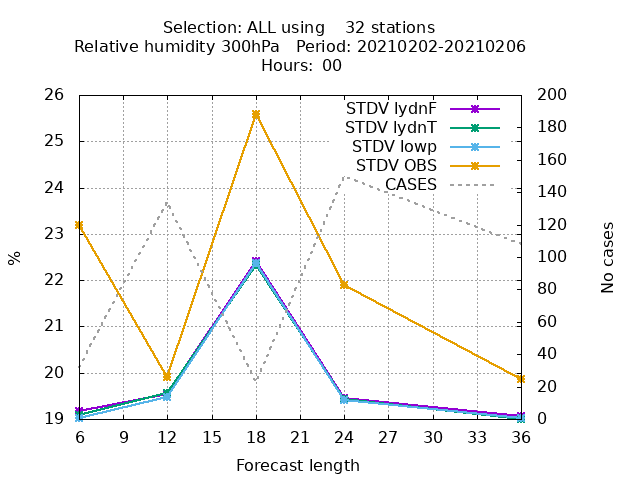 Selection: ALL using    32 stations
Relative humidity 300hPa   Period: 20210202-20210206
Hours: 00
STDV lydnF
STDV lydnT
STDV lowp
STDV OBS
CASES
26
25
24
23
22
21
20
19
200
180
160
140
120
100
80
60
40
20
0
%
No cases
6 9 12 15 18 21 24 27 30 33 36
Forecast length